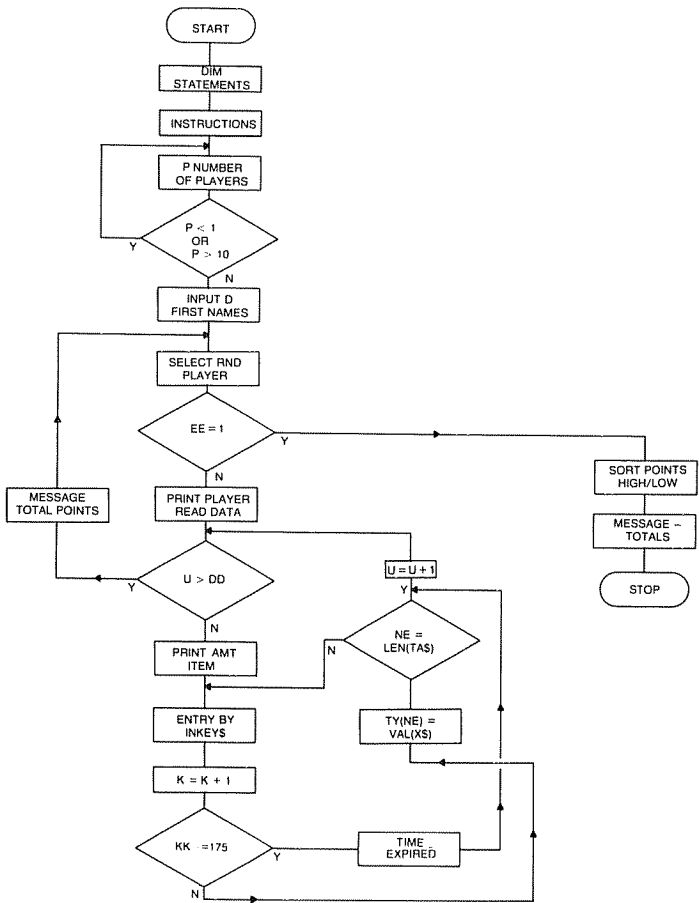 START
DIM
STATEMENTS
INSTRUCTIONS
P NUMBER
OF PLAYERS
P < 1
OR
P > 10
Y
N
INPUT D
FIRST NAMES
SELECT RND
PLAYER
EE = 1
Y
N
SORT POINTS
HIGH/LOW
MESSAGE –
TOTALS
STOP
MESSAGE
TOTAL POINTS
PRINT PLAYER
READ DATA
U > DD
Y
N
U = U + 1
Y
NE =
LEN(TA$)
N
PRINT AMT
ITEM
ENTRY BY
INKEY$
TY(NE) =
VAL(X$)
K = K + 1
KK =175
Y
N
TIME
EXPIRED